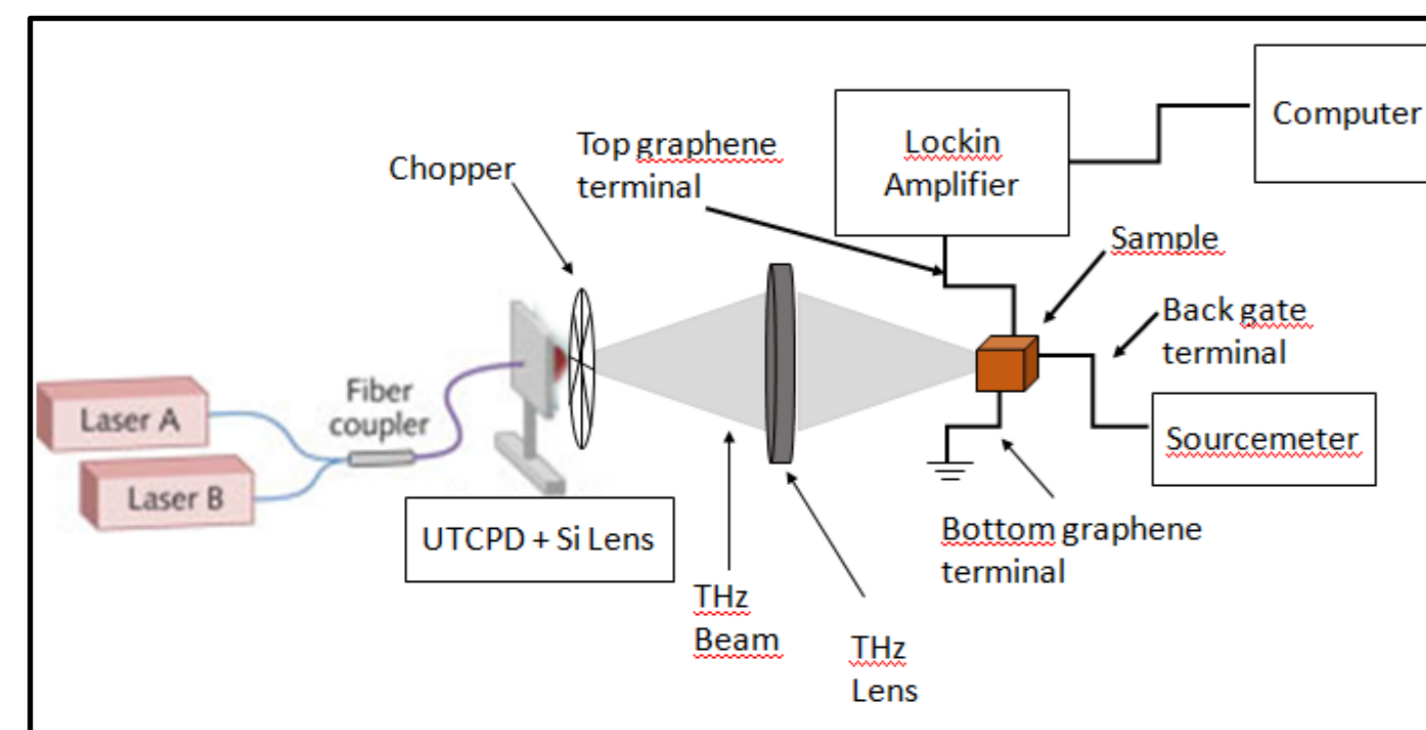 Computer
Lockin
Amplifier
Top graphene
terminal
Chopper
Sample
Back gate
terminal
Fiber
coupler
Laser A
Laser B
Sourcemeter
UTCPD + Si Lens
Bottom graphene
terminal
THz
Beam
THz
Lens